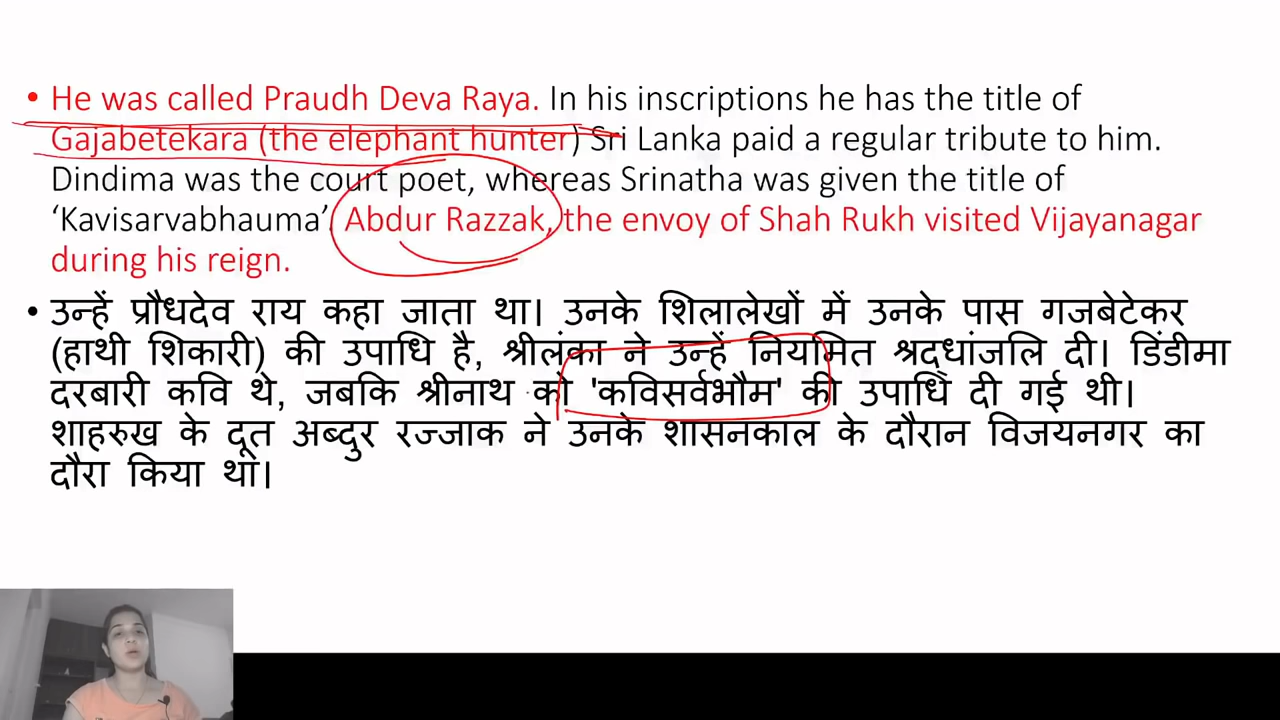 • He was called Praudh Deva Raya. In his inscriptions he has the title of
Gajabetekara (the elephant hunter) Sri Lanka paid a regular tribute to him.
Dindima was the court poet, whereas Srinatha was given the title of
‘Kavisarvabhauma’. Abdur Razzak, the envoy of Shah Rukh visited Vijayanagar
during his reign.
• उन्हें प्रौधदेव राय कहा जाता था। उनके शिलालेखों में उनके पास गजबेटेकर
(हाथी शिकारी) की उपाधि है, श्रीलंका ने उन्हें नियामित श्रद्धांजलि दी। डिंडीमा
दरबारी कवि थे, जबकि श्रीनाथ को 'कविसर्वभौम' की उपाधि दी गई थी।
शाहरुख के दूत अब्दुर रज्जाक ने उनके शासनकाल के दौरान विजयनगर का
दौरा किया था।